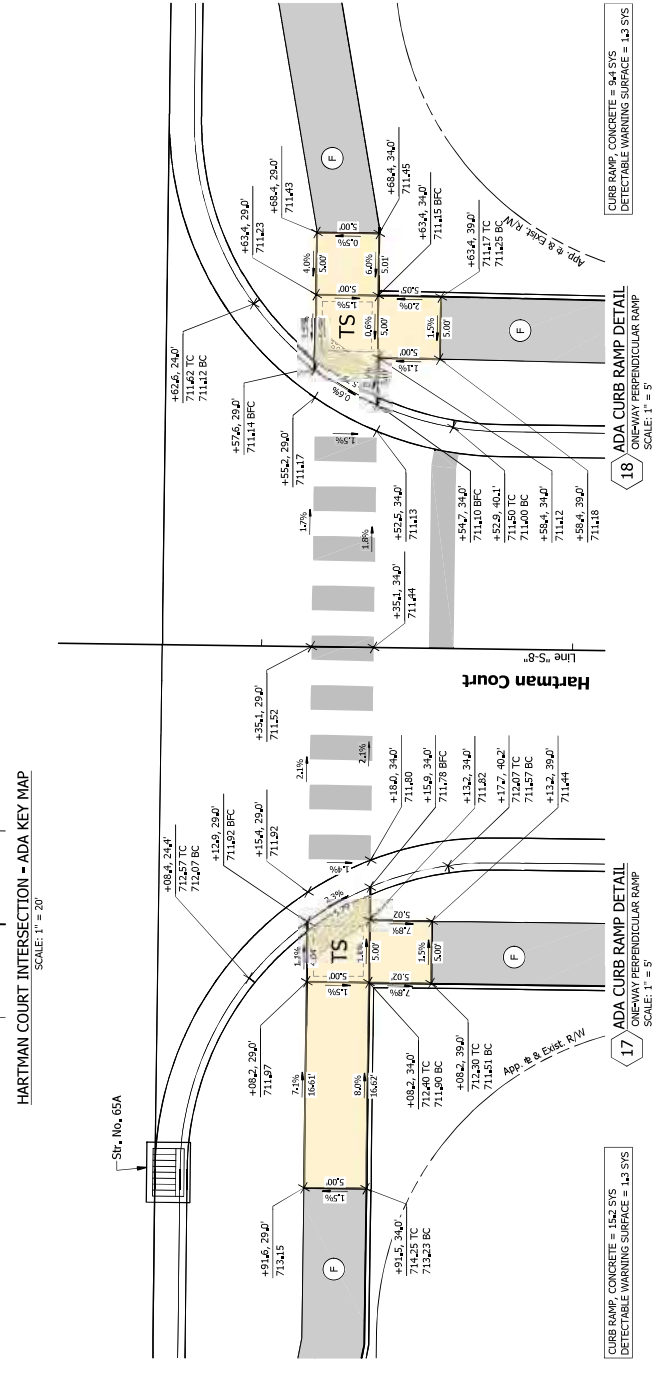 HARTMAN COURT INTERSECTION - ADA KEY MAP
SCALE: 1" = 20'
Str. No. 65A
+91.6, 29.0'
713.15
+91.5, 34.0'
714.25 TC
713.23 BC
+08.2, 29.0'
711.97
+08.4, 24.4'
712.57 TC
712.07 BC
+12.9, 29.0'
711.92 BFC
+15.4, 29.0'
711.92
+18.0, 34.0'
711.80
+15.9, 34.0'
711.78 BFC
+13.2, 34.0'
711.82
+17.7, 40.2'
712.07 TC
711.57 BC
+13.2, 39.0'
711.44
+08.2, 34.0'
712.40 TC
711.90 BC
+08.2, 39.0'
712.30 TC
711.51 BC
F
5.00'
1.5%
7.1%
16.61'
8.0%
16.62'
5.00'
1.5%
TS
1.1%
5.00'
2.3%
5.02
7.8%
5.02'
7.8%
1.5%
5.00'
F
1.4%
2.1%
2.1%
App. & Exist. R/W
17
ADA CURB RAMP DETAIL
ONE-WAY PERPENDICULAR RAMP
SCALE: 1" = 5'
CURB RAMP, CONCRETE = 15.2 SYS
DETECTABLE WARNING SURFACE = 1.3 SYS
+35.1, 29.0'
711.52
+35.1, 34.0'
711.44
Hartman Court
Line "S-8"
1.7%
1.8%
1.5%
+62.6, 24.0'
711.62 TC
711.12 BC
+57.6, 29.0'
711.14 BFC
+55.2, 29.0'
711.17
+63.4, 29.0'
711.23
+68.4, 29.0'
711.43
+68.4, 34.0'
711.45
+63.4, 34.0'
711.15 BFC
+63.4, 39.0'
711.17 TC
711.25 BC
+52.5, 34.0'
711.13
+54.7, 34.0'
711.10 BFC
+52.9, 40.1'
711.50 TC
711.00 BC
+58.4, 34.0'
711.12
+58.4, 39.0'
711.18
0.6%
TS
0.6%
5.00'
5.00'
1.5%
4.0%
5.00'
6.0%
5.01'
5.00'
0.5%
5.00'
1.1%
5.05'
2.0%
1.5%
5.00'
F
F
App. & Exist. R/W
18
ADA CURB RAMP DETAIL
ONE-WAY PERPENDICULAR RAMP
SCALE: 1" = 5'
CURB RAMP, CONCRETE = 9.4 SYS
DETECTABLE WARNING SURFACE = 1.3 SYS